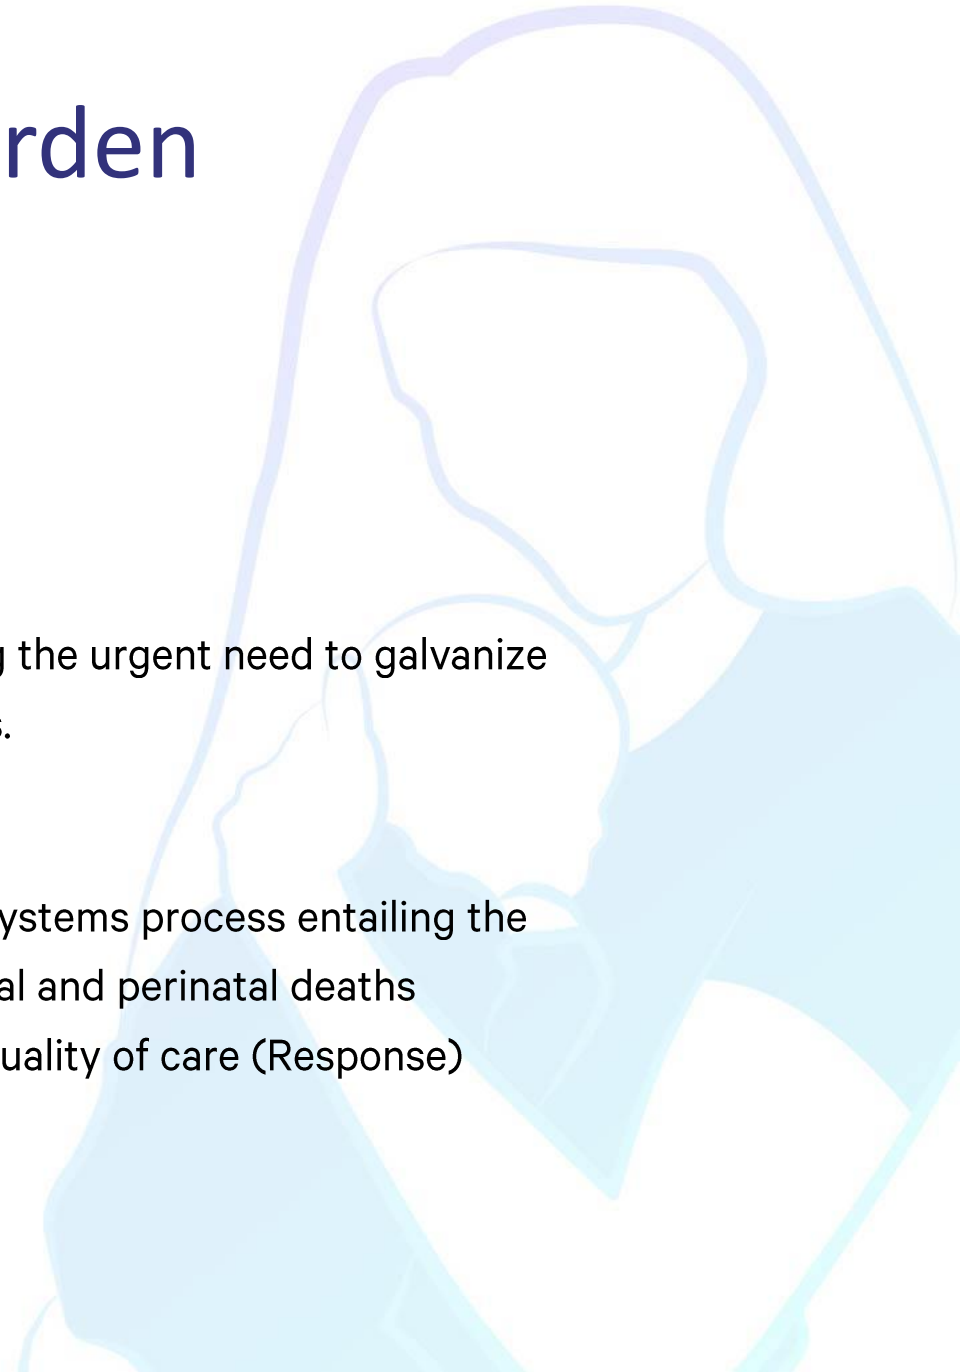 rden
g the urgent need to galvanize
s.
ystems process entailing the
al and perinatal deaths
uality of care (Response)